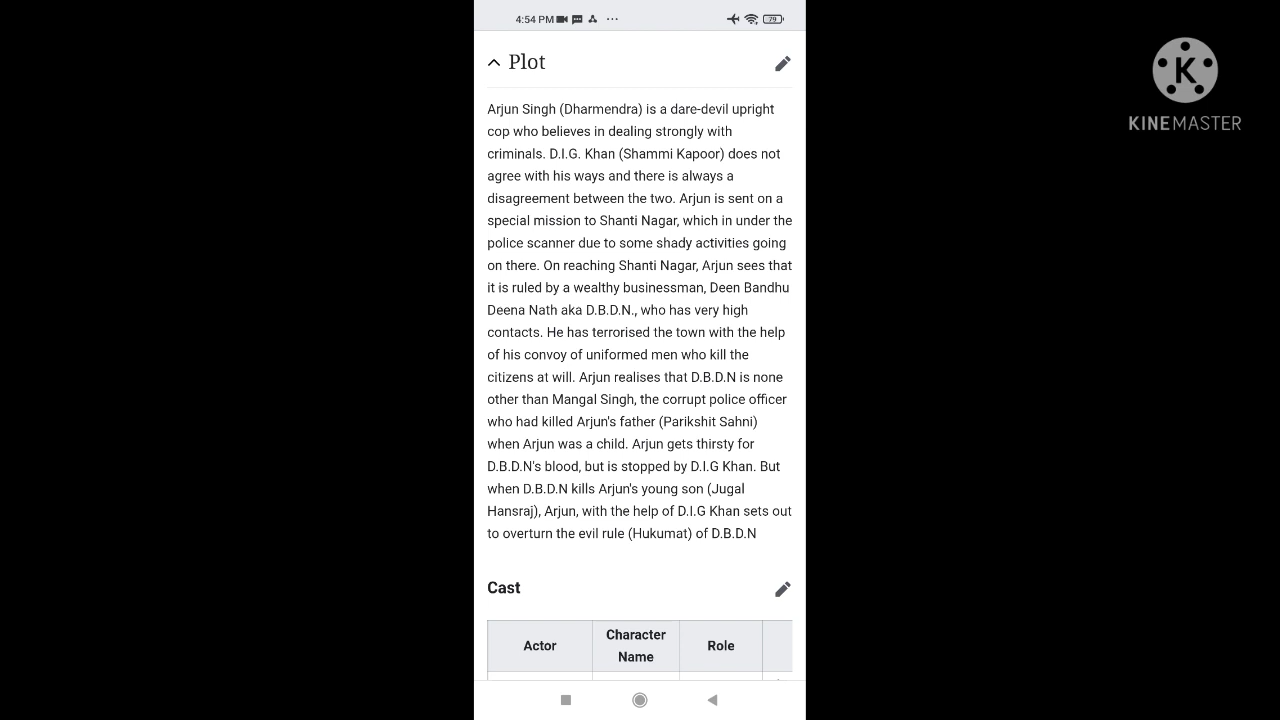 4:54 PM
79
Plot
Arjun Singh (Dharmendra) is a dare-devil upright
cop who believes in dealing strongly with
criminals. D.I.G. Khan (Shammi Kapoor) does not
agree with his ways and there is always a
disagreement between the two. Arjun is sent on a
special mission to Shanti Nagar, which in under the
police scanner due to some shady activities going
on there. On reaching Shanti Nagar, Arjun sees that
it is ruled by a wealthy businessman, Deen Bandhu
Deena Nath aka D.B.D.N., who has very high
contacts. He has terrorised the town with the help
of his convoy of uniformed men who kill the
citizens at will. Arjun realises that D.B.D.N is none
other than Mangal Singh, the corrupt police officer
who had killed Arjun's father (Parikshit Sahni)
when Arjun was a child. Arjun gets thirsty for
D.B.D.N's blood, but is stopped by D.I.G Khan. But
when D.B.D.N kills Arjun's young son (Jugal
Hansraj), Arjun, with the help of D.I.G Khan sets out
to overturn the evil rule (Hukumat) of D.B.D.N
Cast
Actor
Character
Name
Role
K
KINEMASTER